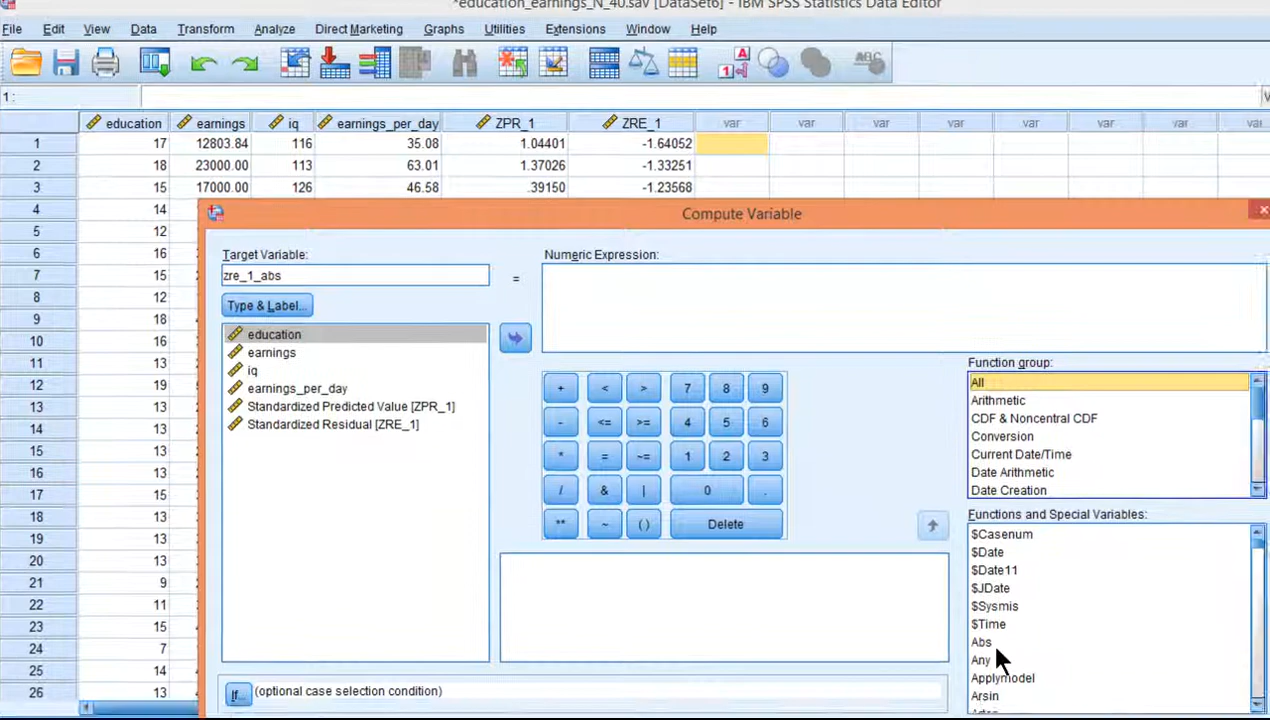 *education_earnings_N_40.sav [DataSet6] - IBM SPSS Statistics Data Editor
File Edit View Data Transform Analyze Direct Marketing Graphs Utilities Extensions Window Help
1 :
education earnings iq earnings_per_day ZPR_1 ZRE_1 var var var var var var var
1 17 12803.84 116 35.08 1.04401 -1.64052
2 18 23000.00 113 63.01 1.37026 -1.33251
3 15 17000.00 126 46.58 .39150 -1.23568
4 14
5 12
6 16
7 15
8 12
9 18
10 16
11 13
12 19
13 13
14 13
15 13
16 13
17 15
18 13
19 13
20 13
21 9
22 11
23 15
24 7
25 14
26 13
Compute Variable
Target Variable:
zre_1_abs
=
Type & Label...
education
earnings
iq
earnings_per_day
Standardized Predicted Value [ZPR_1]
Standardized Residual [ZRE_1]
Numeric Expression:
+ < > 7 8 9
- <= >= 4 5 6
* = ~= 1 2 3
/ & | 0 .
** ~ ( ) Delete
Function group:
All
Arithmetic
CDF & Noncentral CDF
Conversion
Current Date/Time
Date Arithmetic
Date Creation
Functions and Special Variables:
$Casenum
$Date
$Date11
$JDate
$Sysmis
$Time
Abs
Any
Applymodel
Arsin
If... (optional case selection condition)